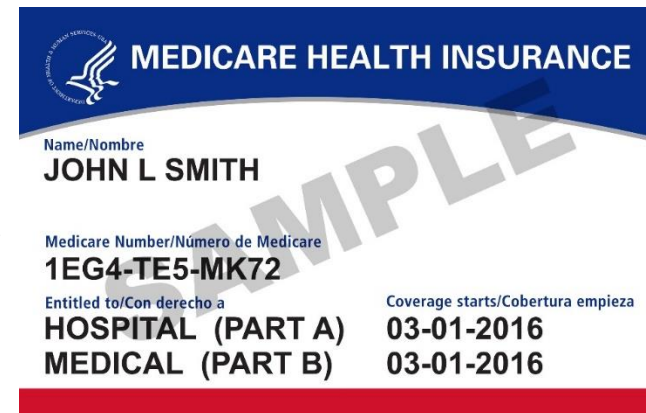 MEDICARE HEALTH INSURANCE
Name/Nombre
JOHN L SMITH
Medicare Number/Número de Medicare
1EG4-TE5-MK72
Entitled to/Con derecho a Coverage starts/Cobertura empieza
HOSPITAL (PART A) 03-01-2016
MEDICAL (PART B) 03-01-2016
SAMPLE